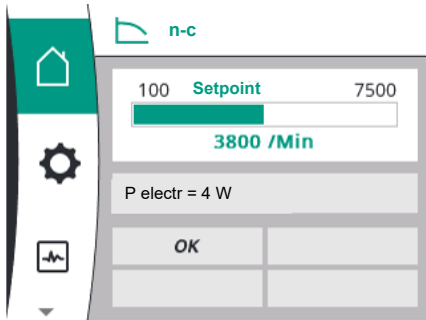 n-c
100 Setpoint 7500
3800 /Min
P electr = 4 W
OK